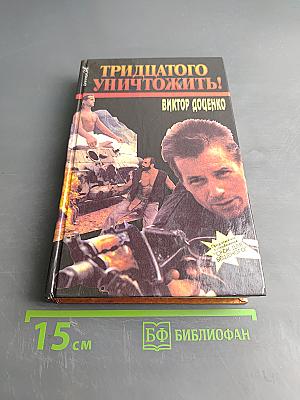 ТРИДЦАТОГО
УНИЧТОЖИТЬ!
ВИКТОР ДОЦЕНКО
15 см
БФ БИБЛИОФАН